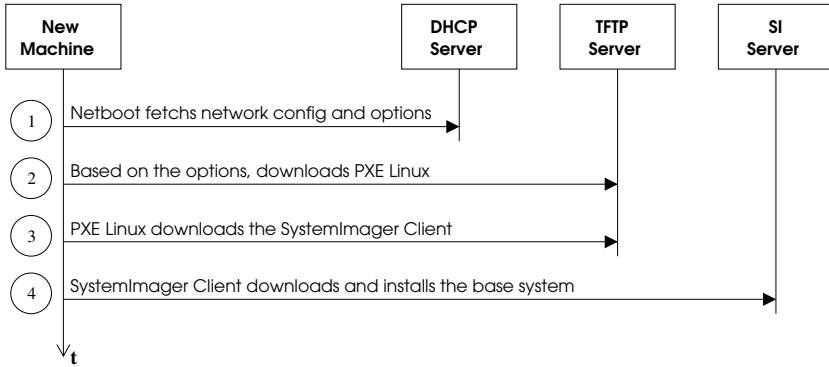 New
Machine
DHCP
Server
TFTP
Server
SI
Server
1
Netboot fetchs network config and options
2
Based on the options, downloads PXE Linux
3
PXE Linux downloads the SystemImager Client
4
SystemImager Client downloads and installs the base system
t